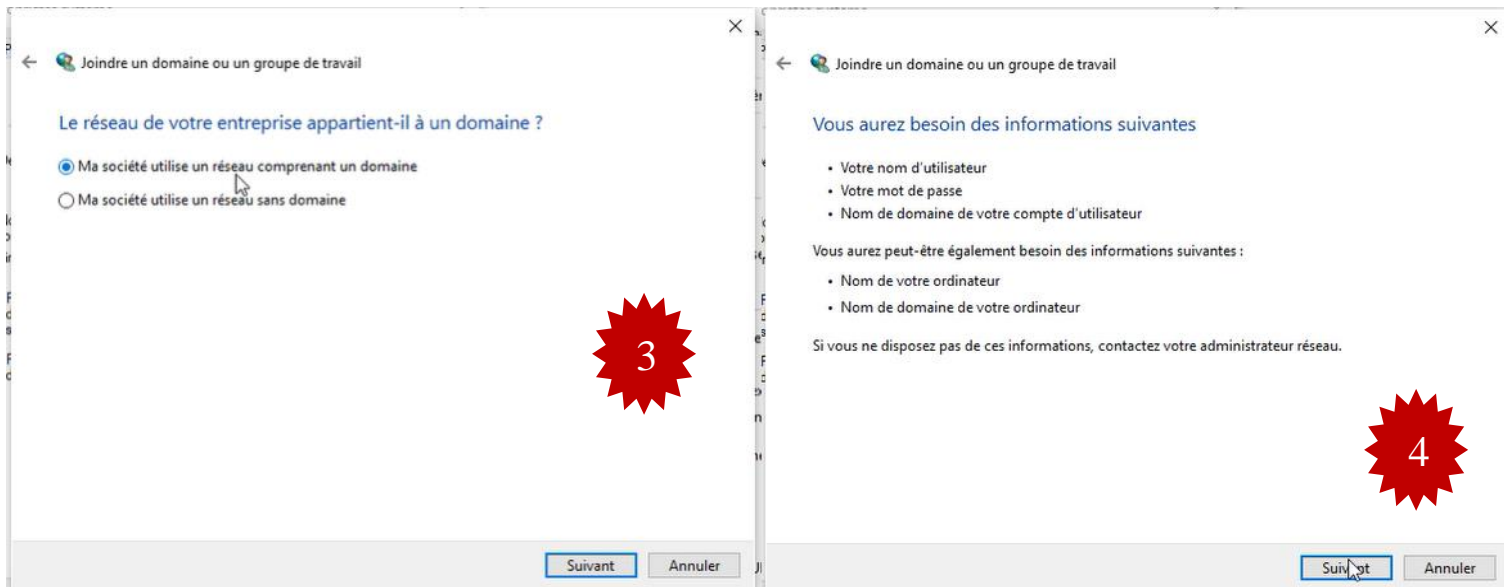 Joindre un domaine ou un groupe de travail
Le réseau de votre entreprise appartient-il à un domaine ?
Ma société utilise un réseau comprenant un domaine
Ma société utilise un réseau sans domaine
3
Suivant
Annuler
Joindre un domaine ou un groupe de travail
Vous aurez besoin des informations suivantes
• Votre nom d'utilisateur
• Votre mot de passe
• Nom de domaine de votre compte d'utilisateur
Vous aurez peut-être également besoin des informations suivantes :
• Nom de votre ordinateur
• Nom de domaine de votre ordinateur
Si vous ne disposez pas de ces informations, contactez votre administrateur réseau.
4
Suivant
Annuler